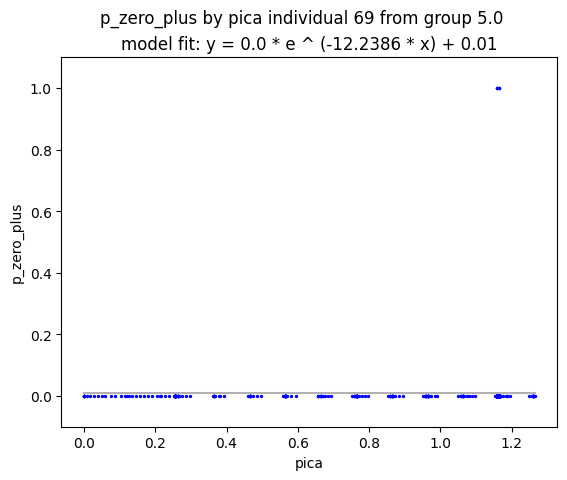 p_zero_plus by pica individual 69 from group 5.0
model fit: y = 0.0 * e ^ (-12.2386 * x) + 0.01
1.0
0.8
0.6
0.4
0.2
0.0
p_zero_plus
0.0 0.2 0.4 0.6 0.8 1.0 1.2
pica